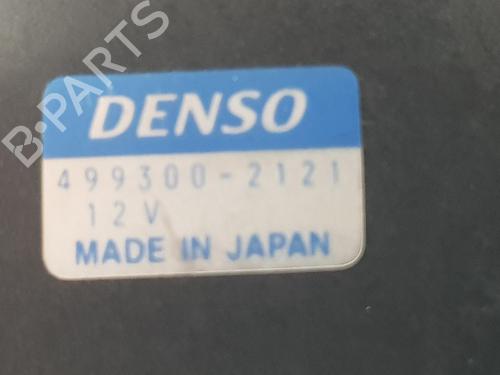 B-PARTS
DENSO
499300-2121
12V
MADE IN JAPAN